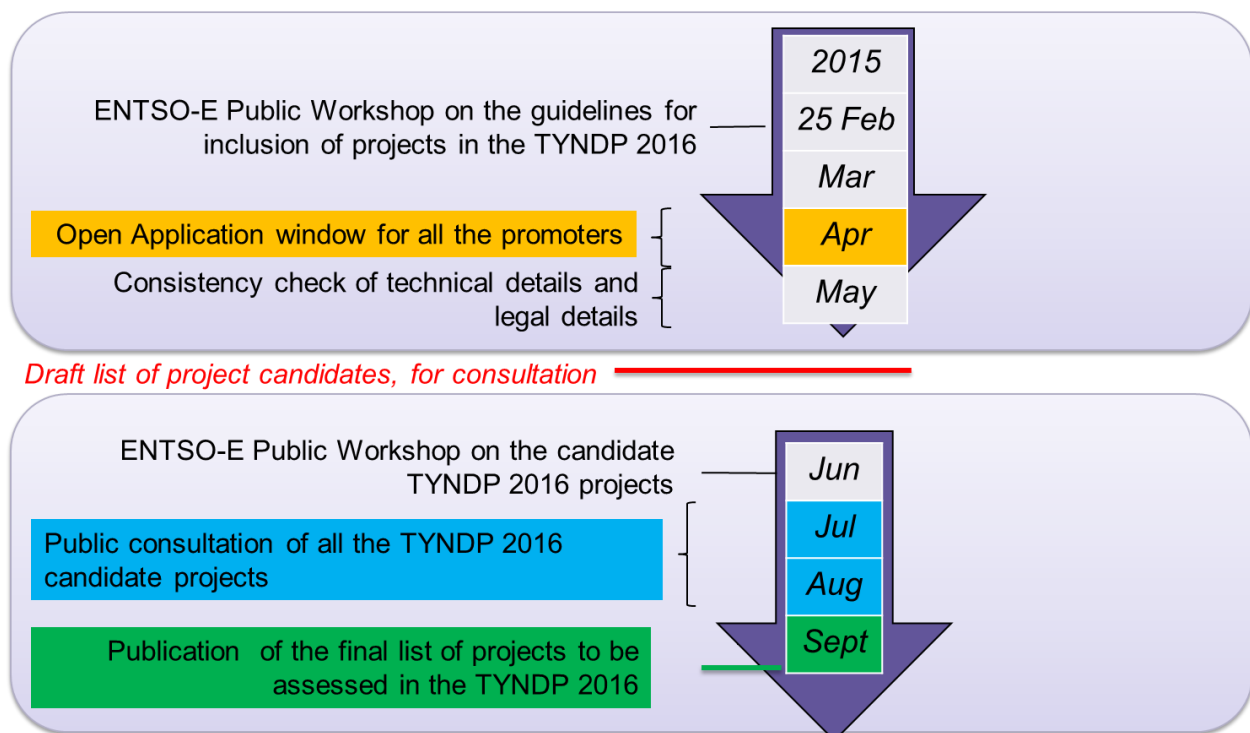 2015
ENTSO-E Public Workshop on the guidelines for
inclusion of projects in the TYNDP 2016
25 Feb
Mar
Open Application window for all the promoters
Apr
Consistency check of technical details and
legal details
May
Draft list of project candidates, for consultation
ENTSO-E Public Workshop on the candidate
TYNDP 2016 projects
Jun
Public consultation of all the TYNDP 2016
candidate projects
Jul
Aug
Publication of the final list of projects to be
assessed in the TYNDP 2016
Sept